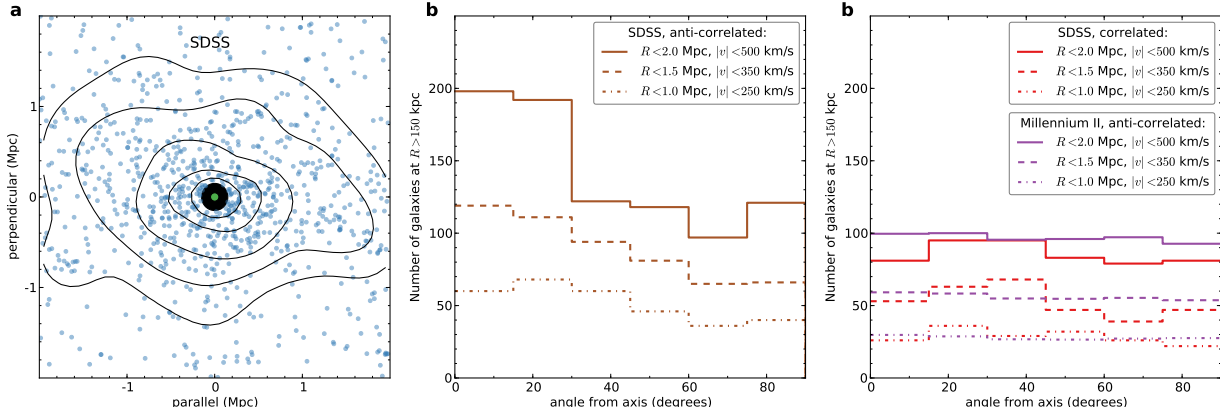 a
SDSS
perpendicular (Mpc)
1
0
-1
-1
0
1
parallel (Mpc)
b
SDSS, anti-correlated:
R<2.0 Mpc, |v|<500 km/s
R<1.5 Mpc, |v|<350 km/s
R<1.0 Mpc, |v|<250 km/s
Number of galaxies at R>150 kpc
200
150
100
50
0
0
20
40
60
80
angle from axis (degrees)
b
SDSS, correlated:
R<2.0 Mpc, |v|<500 km/s
R<1.5 Mpc, |v|<350 km/s
R<1.0 Mpc, |v|<250 km/s
Millennium II, anti-correlated:
R<2.0 Mpc, |v|<500 km/s
R<1.5 Mpc, |v|<350 km/s
R<1.0 Mpc, |v|<250 km/s
Number of galaxies at R>150 kpc
200
150
100
50
0
0
20
40
60
80
angle from axis (degrees)